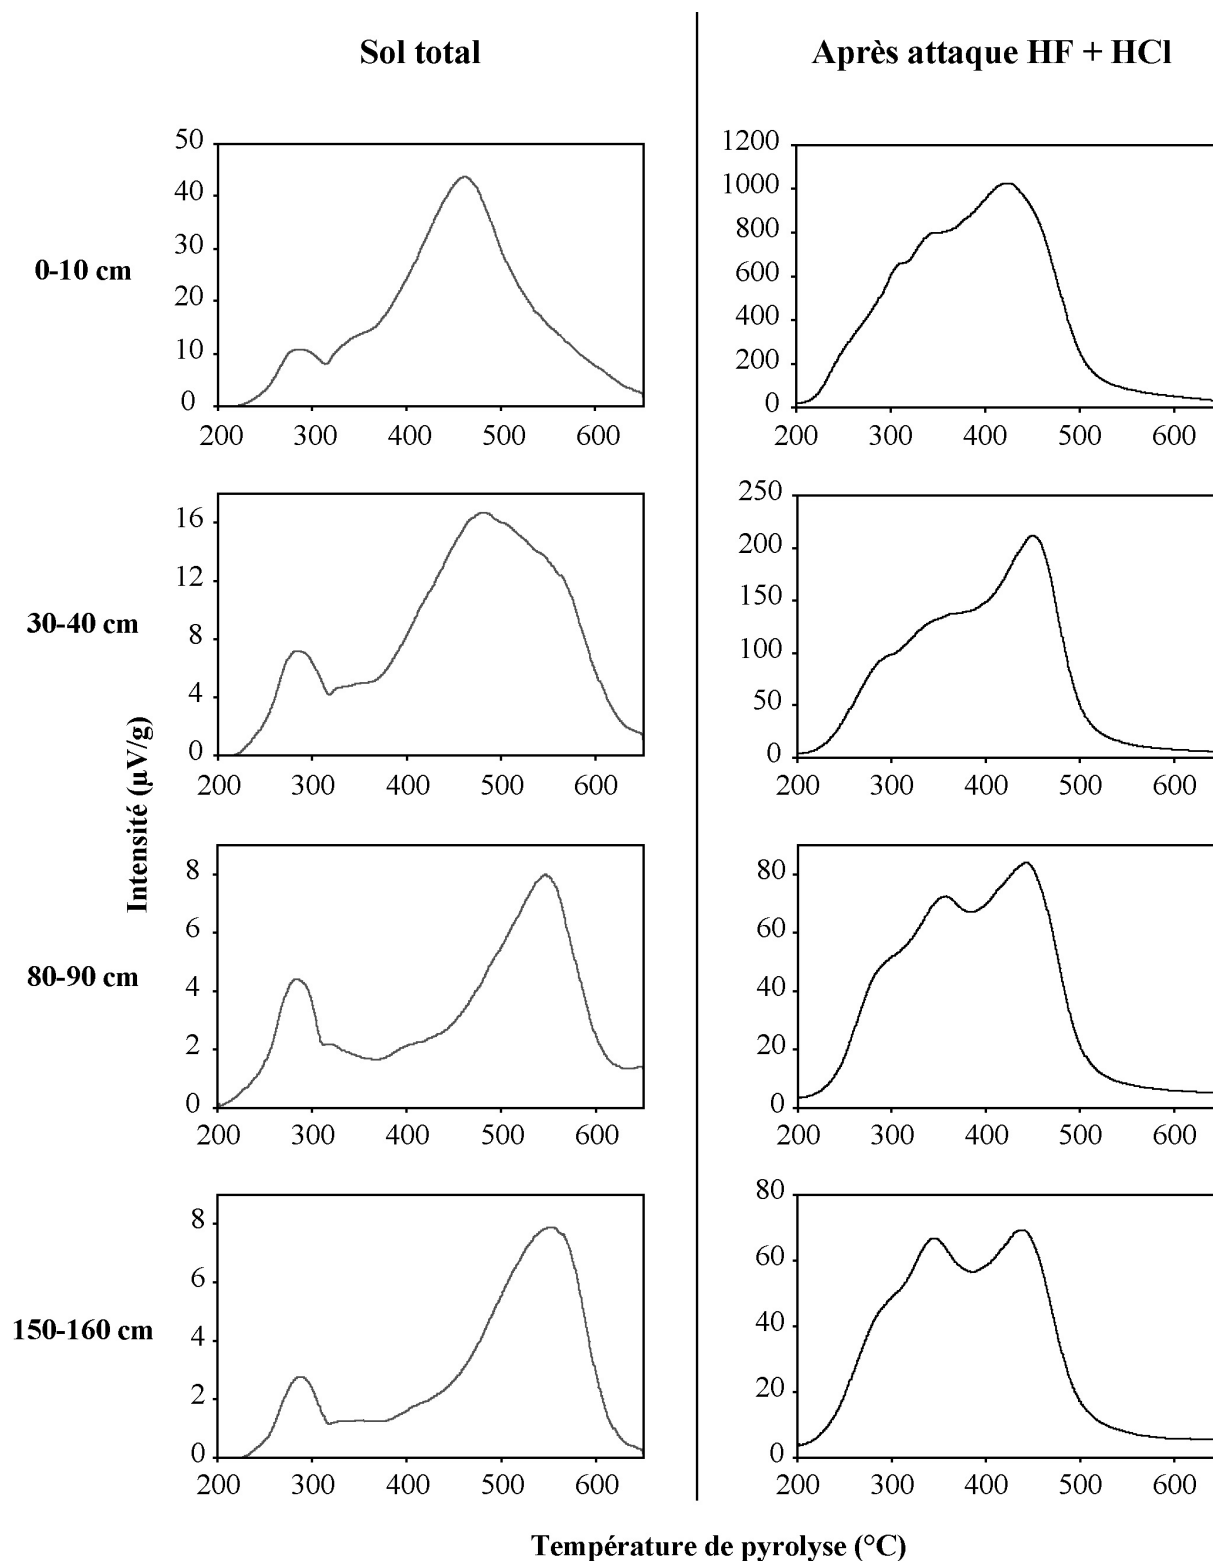 Sol total
Après attaque HF + HCl
0-10 cm
50
40
30
20
10
0
200 300 400 500 600
1200
1000
800
600
400
200
0
200 300 400 500 600
30-40 cm
16
12
8
4
0
200 300 400 500 600
250
200
150
100
50
0
200 300 400 500 600
Intensité (µV/g)
80-90 cm
8
6
4
2
0
200 300 400 500 600
80
60
40
20
0
200 300 400 500 600
150-160 cm
8
6
4
2
0
200 300 400 500 600
80
60
40
20
0
200 300 400 500 600
Température de pyrolyse (°C)